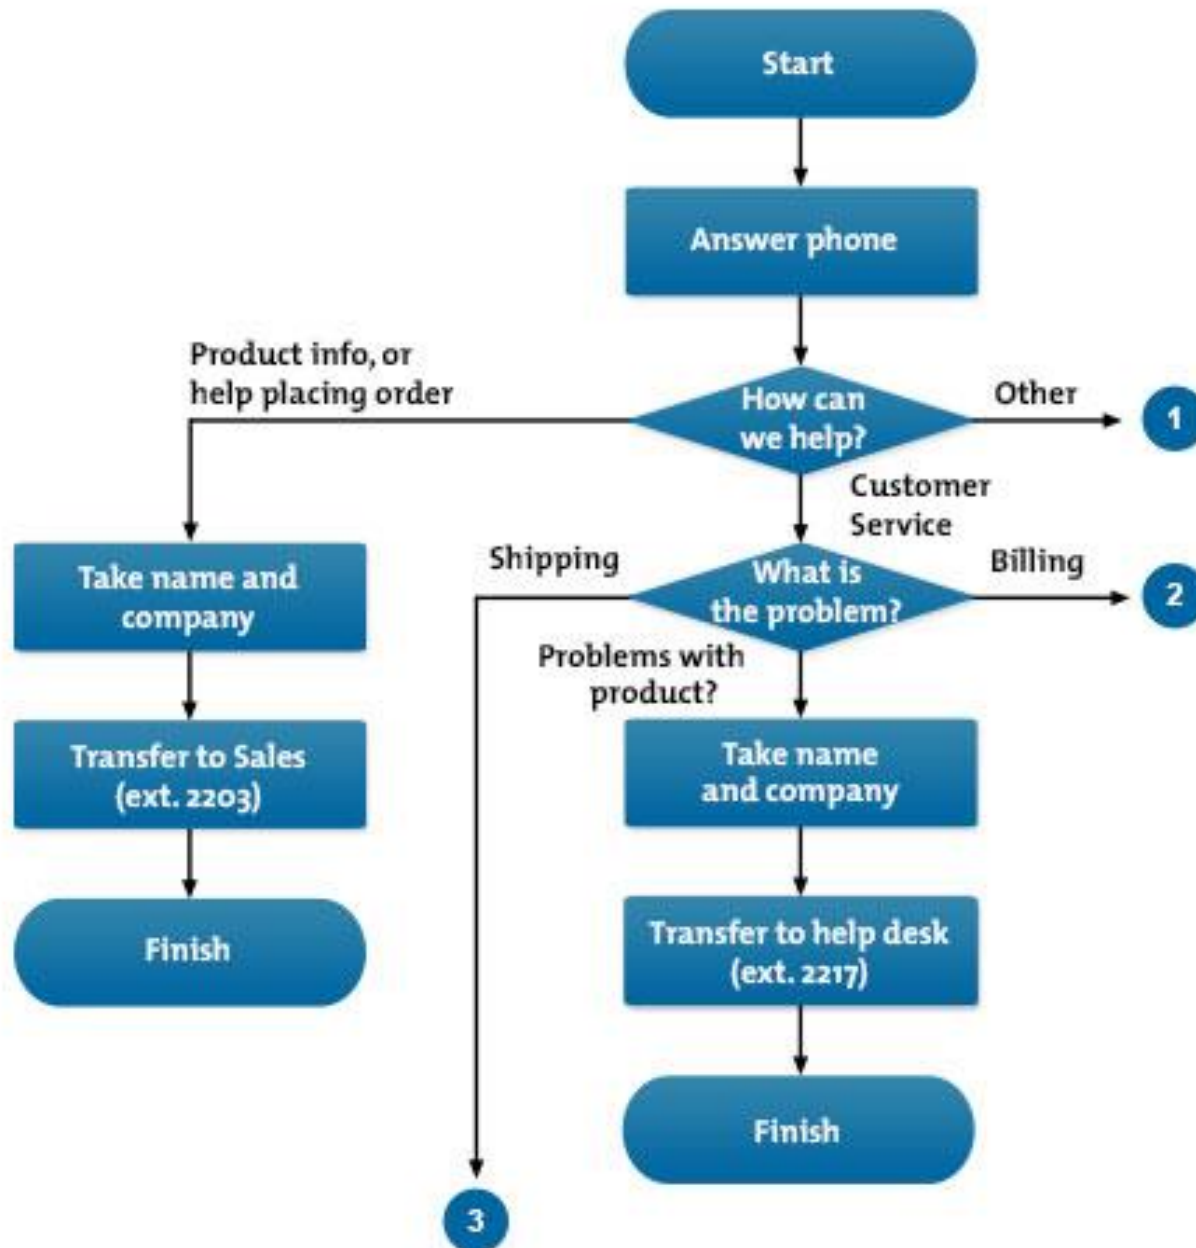 Start
Answer phone
Product info, or
help placing order
How can
we help?
Other
1
Customer
Service
Take name and
company
Shipping
What is
the problem?
Billing
2
Problems with
product?
Transfer to Sales
(ext. 2203)
Take name
and company
Finish
Transfer to help desk
(ext. 2217)
Finish
3